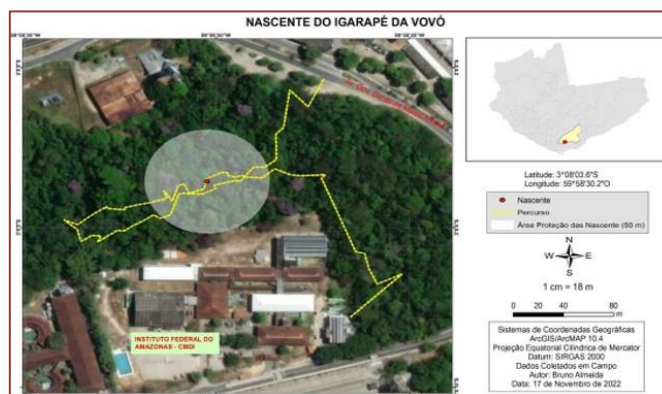 NASCENTE DO IGARAPÉ DA VOVÓ
INSTITUTO FEDERAL DO
AMAZONAS - CMDI
Latitude: 3°08'03.6"S
Longitude: 59°58'30.2"O
Nascente
Percurso
Área Proteção das Nascente (50 m)
N
W E
S
1 cm = 18 m
0 20 40 80
m
Sistemas de Coordenadas Geográficas
ArcGIS/ArcMAP 10.4
Projeção Equatorial Cilíndrica de Mercator
Datum: SIRGAS 2000
Dados Coletados em Campo
Autor: Bruno Almeida
Data: 17 de Novembro de 2022